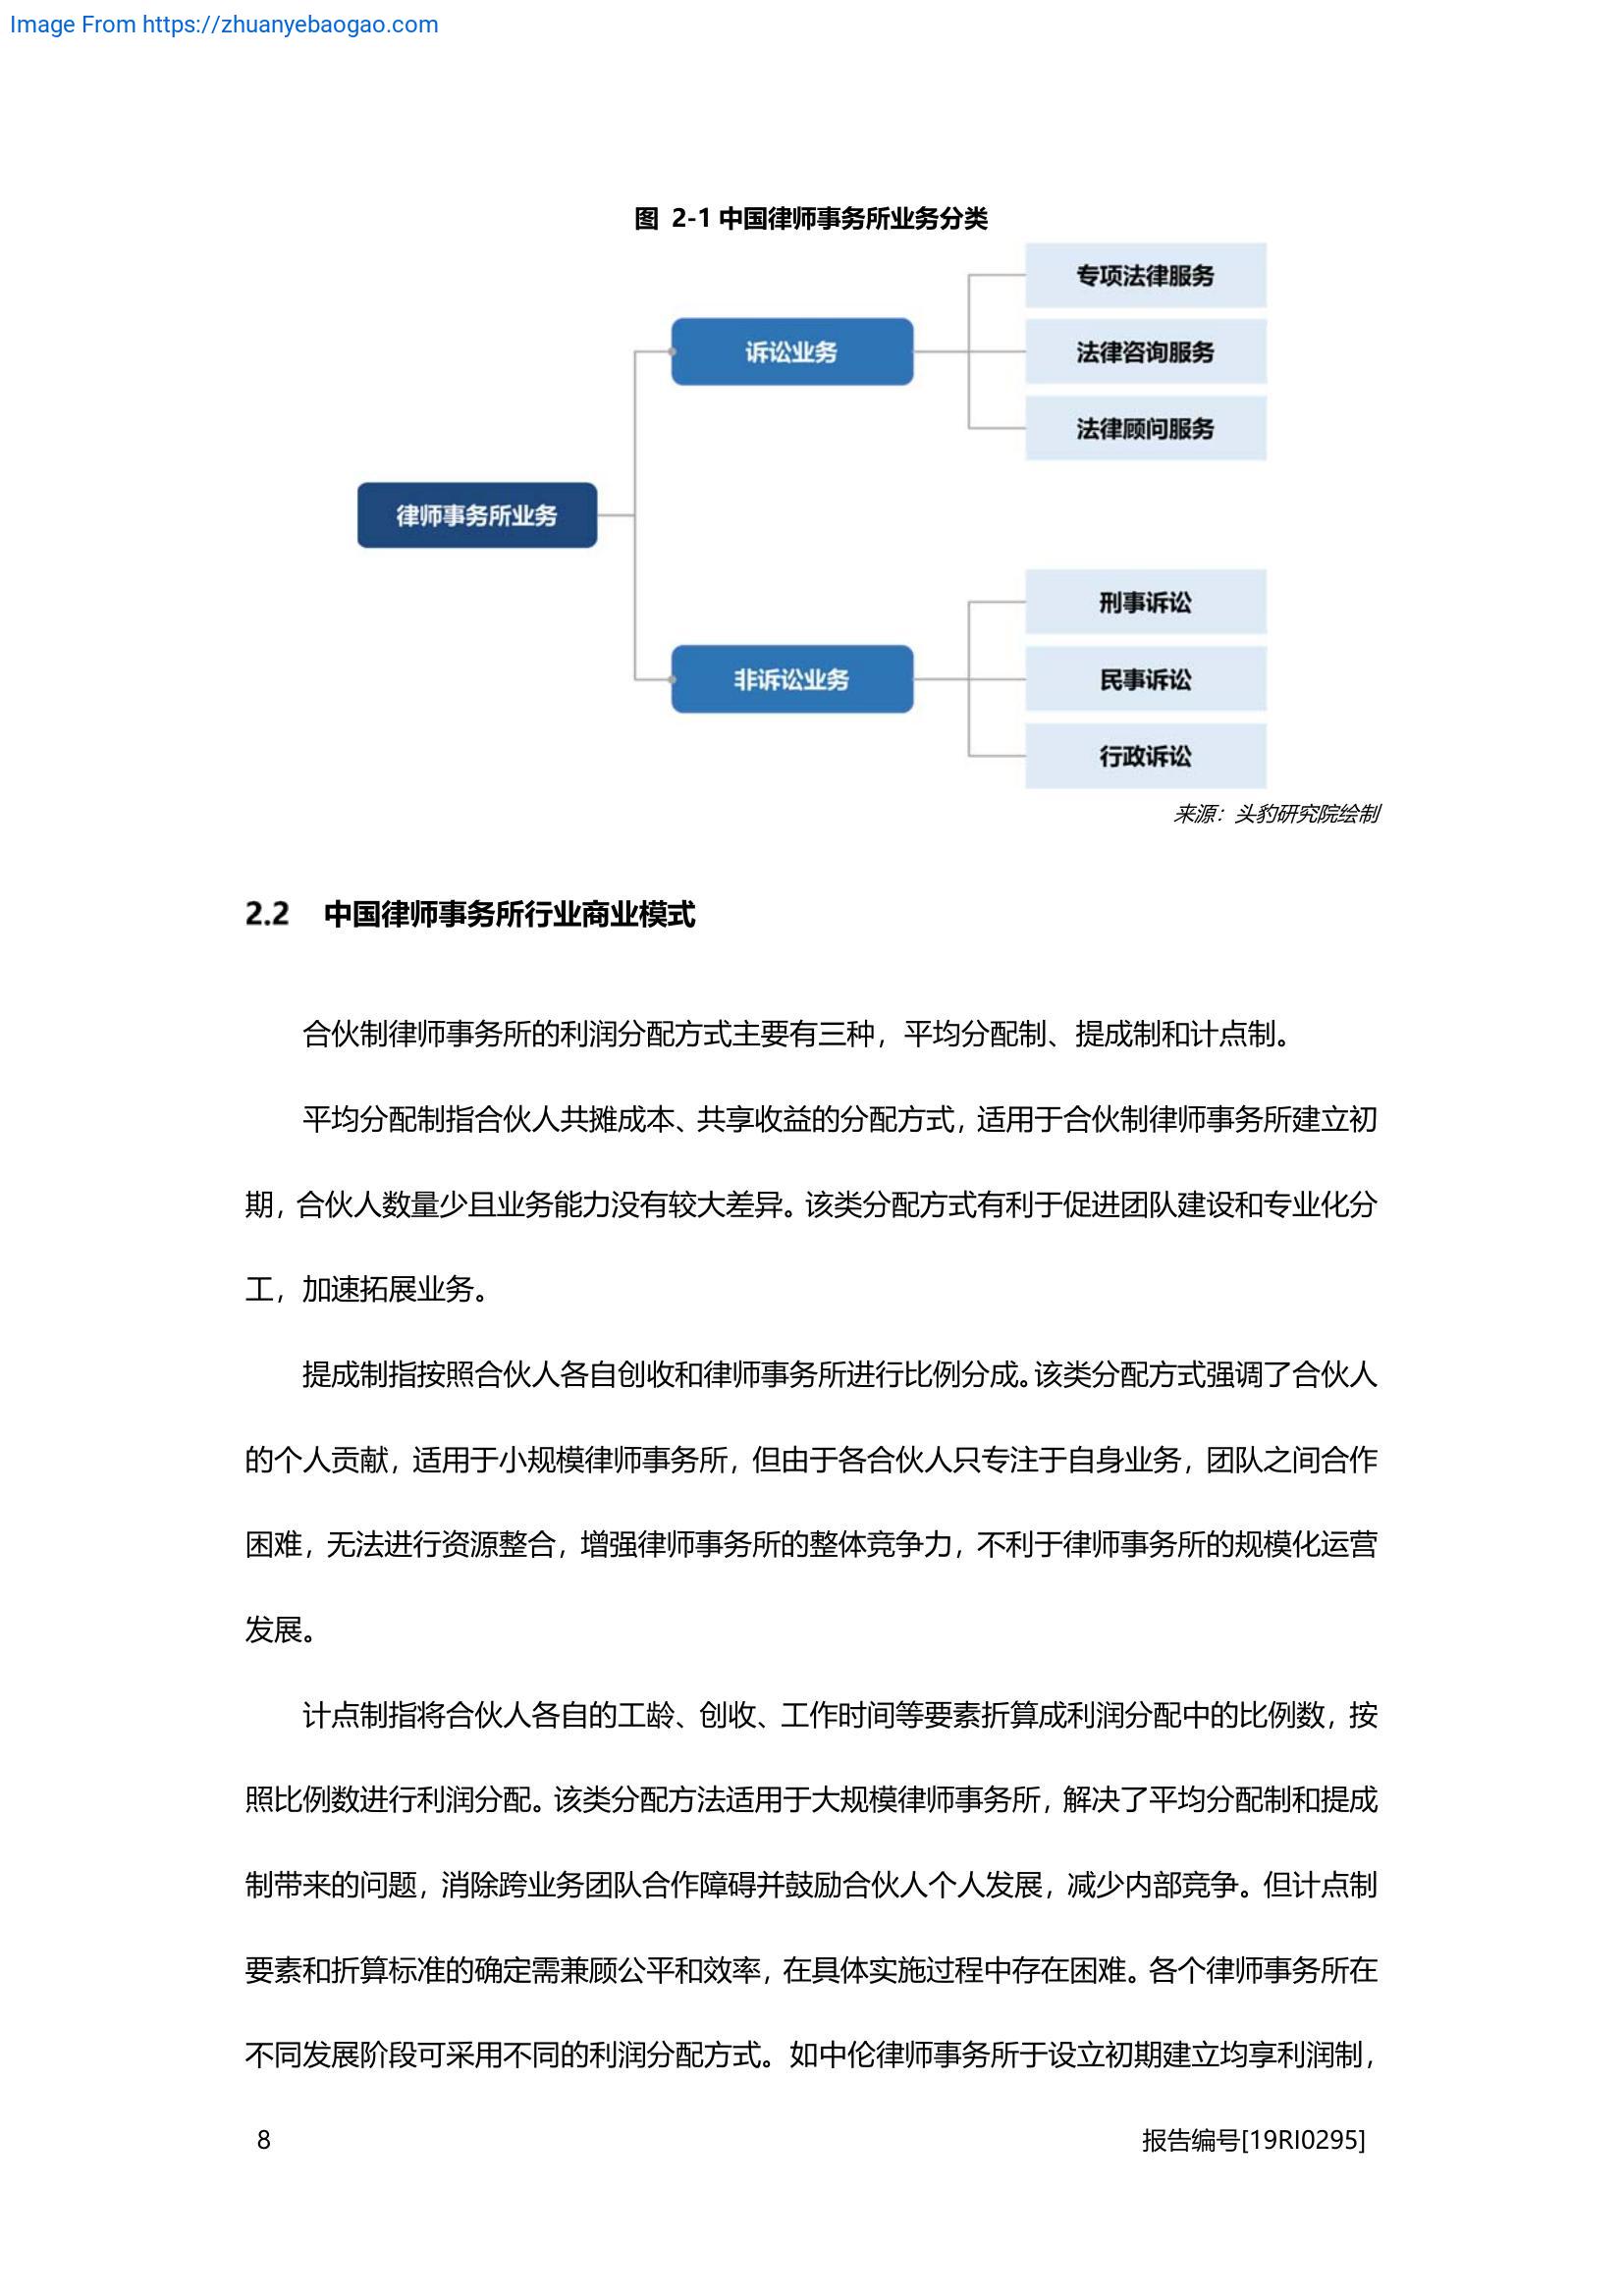 Image From https://zhuanyebaogao.com
图 2-1 中国律师事务所业务分类
专项法律服务
诉讼业务
法律咨询服务
法律顾问服务
律师事务所业务
刑事诉讼
非诉讼业务
民事诉讼
行政诉讼
来源：头豹研究院绘制
2.2 中国律师事务所行业商业模式
合伙制律师事务所的利润分配方式主要有三种，平均分配制、提成制和计点制。
平均分配制指合伙人共摊成本、共享收益的分配方式，适用于合伙制律师事务所建立初
期，合伙人数量少且业务能力没有较大差异。该类分配方式有利于促进团队建设和专业化分
工，加速拓展业务。
提成制指按照合伙人各自创收和律师事务所进行比例分成。该类分配方式强调了合伙人
的个人贡献，适用于小规模律师事务所，但由于各合伙人只专注于自身业务，团队之间合作
困难，无法进行资源整合，增强律师事务所的整体竞争力，不利于律师事务所的规模化运营
发展。
计点制指将合伙人各自的工龄、创收、工作时间等要素折算成利润分配中的比例数，按
照比例数进行利润分配。该类分配方法适用于大规模律师事务所，解决了平均分配制和提成
制带来的问题，消除跨业务团队合作障碍并鼓励合伙人个人发展，减少内部竞争。但计点制
要素和折算标准的确定需兼顾公平和效率，在具体实施过程中存在困难。各个律师事务所在
不同发展阶段可采用不同的利润分配方式。如中伦律师事务所于设立初期建立均享利润制，
8 报告编号[19RI0295]